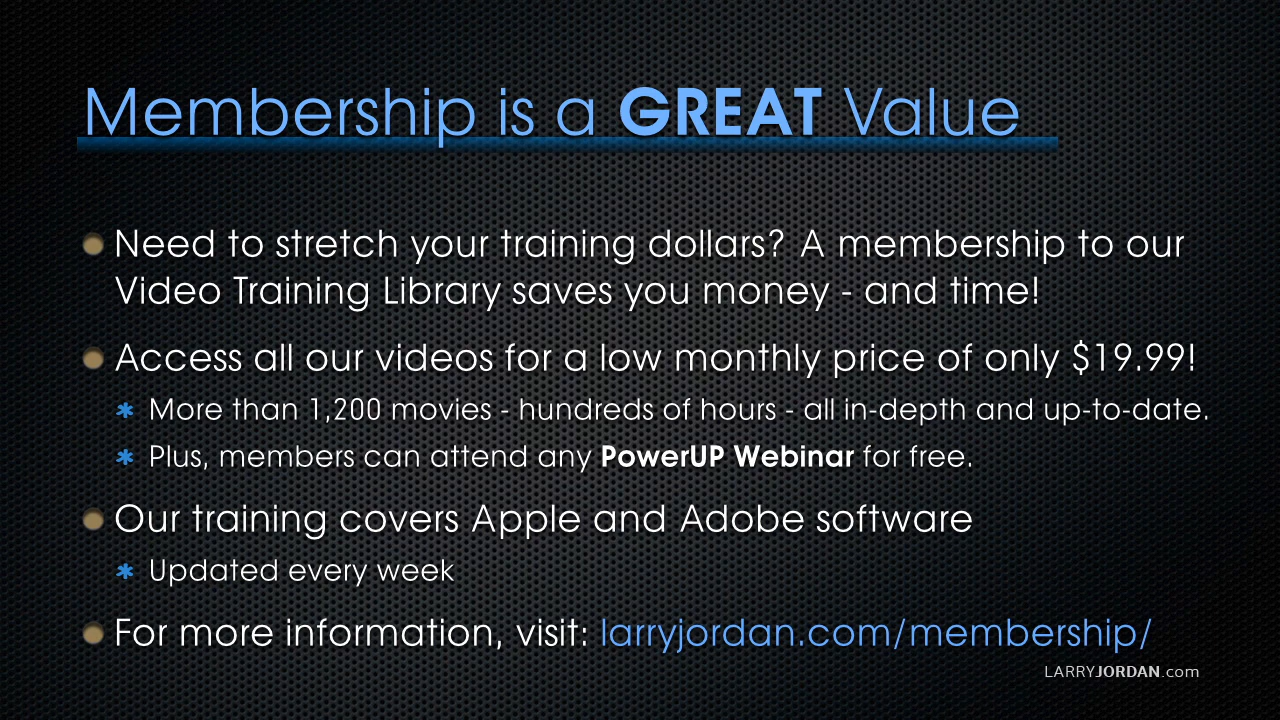 Membership is a GREAT Value
Need to stretch your training dollars? A membership to our
Video Training Library saves you money - and time!
Access all our videos for a low monthly price of only $19.99!
More than 1,200 movies - hundreds of hours - all in-depth and up-to-date.
Plus, members can attend any PowerUP Webinar for free.
Our training covers Apple and Adobe software
Updated every week
For more information, visit: larryjordan.com/membership/
LARRYJORDAN.com